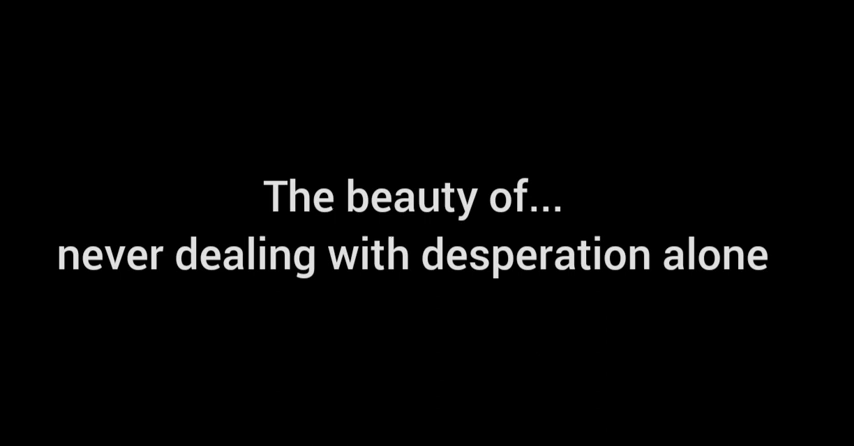 The beauty of...
never dealing with desperation alone